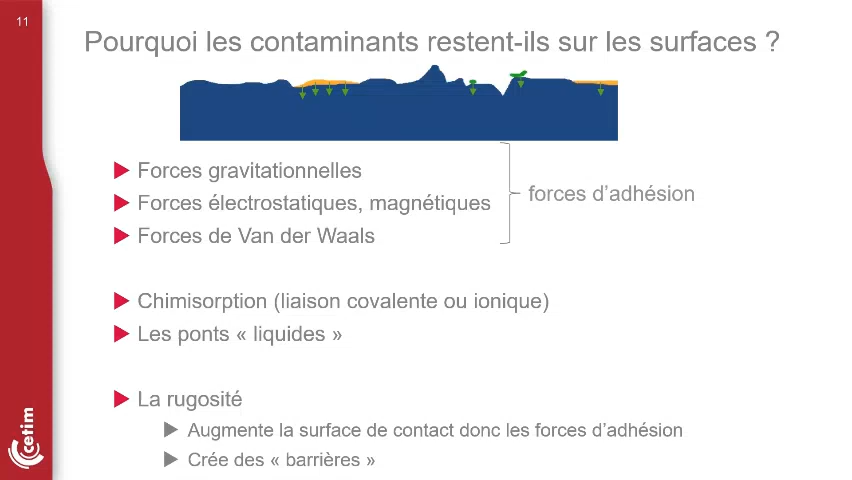 11
Pourquoi les contaminants restent-ils sur les surfaces ?
Forces gravitationnelles
Forces électrostatiques, magnétiques
forces d’adhésion
Forces de Van der Waals
Chimisorption (liaison covalente ou ionique)
Les ponts « liquides »
La rugosité
Augmente la surface de contact donc les forces d’adhésion
Crée des « barrières »
cetim